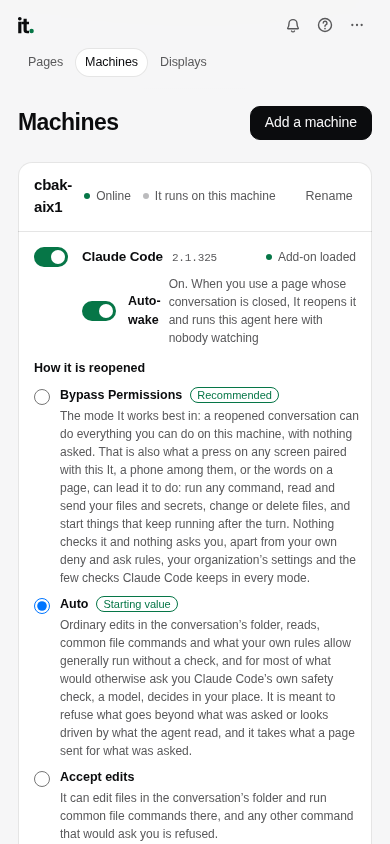 it.
Pages Machines Displays
Machines Add a machine
cbak-
aix1
Online It runs on this machine Rename
Claude Code 2.1.325 Add-on loaded
Auto-
wake
On. When you use a page whose
conversation is closed, It reopens it
and runs this agent here with
nobody watching
How it is reopened
Bypass Permissions Recommended
The mode It works best in: a reopened conversation can
do everything you can do on this machine, with nothing
asked. That is also what a press on any screen paired
with this It, a phone among them, or the words on a
page, can lead it to do: run any command, read and
send your files and secrets, change or delete files, and
start things that keep running after the turn. Nothing
checks it and nothing asks you, apart from your own
deny and ask rules, your organization’s settings and the
few checks Claude Code keeps in every mode.
Auto Starting value
Ordinary edits in the conversation’s folder, reads,
common file commands and what your own rules allow
generally run without a check, and for most of what
would otherwise ask you Claude Code’s own safety
check, a model, decides in your place. It is meant to
refuse what goes beyond what was asked or looks
driven by what the agent read, and it takes what a page
sent for what was asked.
Accept edits
It can edit files in the conversation’s folder and run
common file commands there, and any other command
that would ask you is refused.